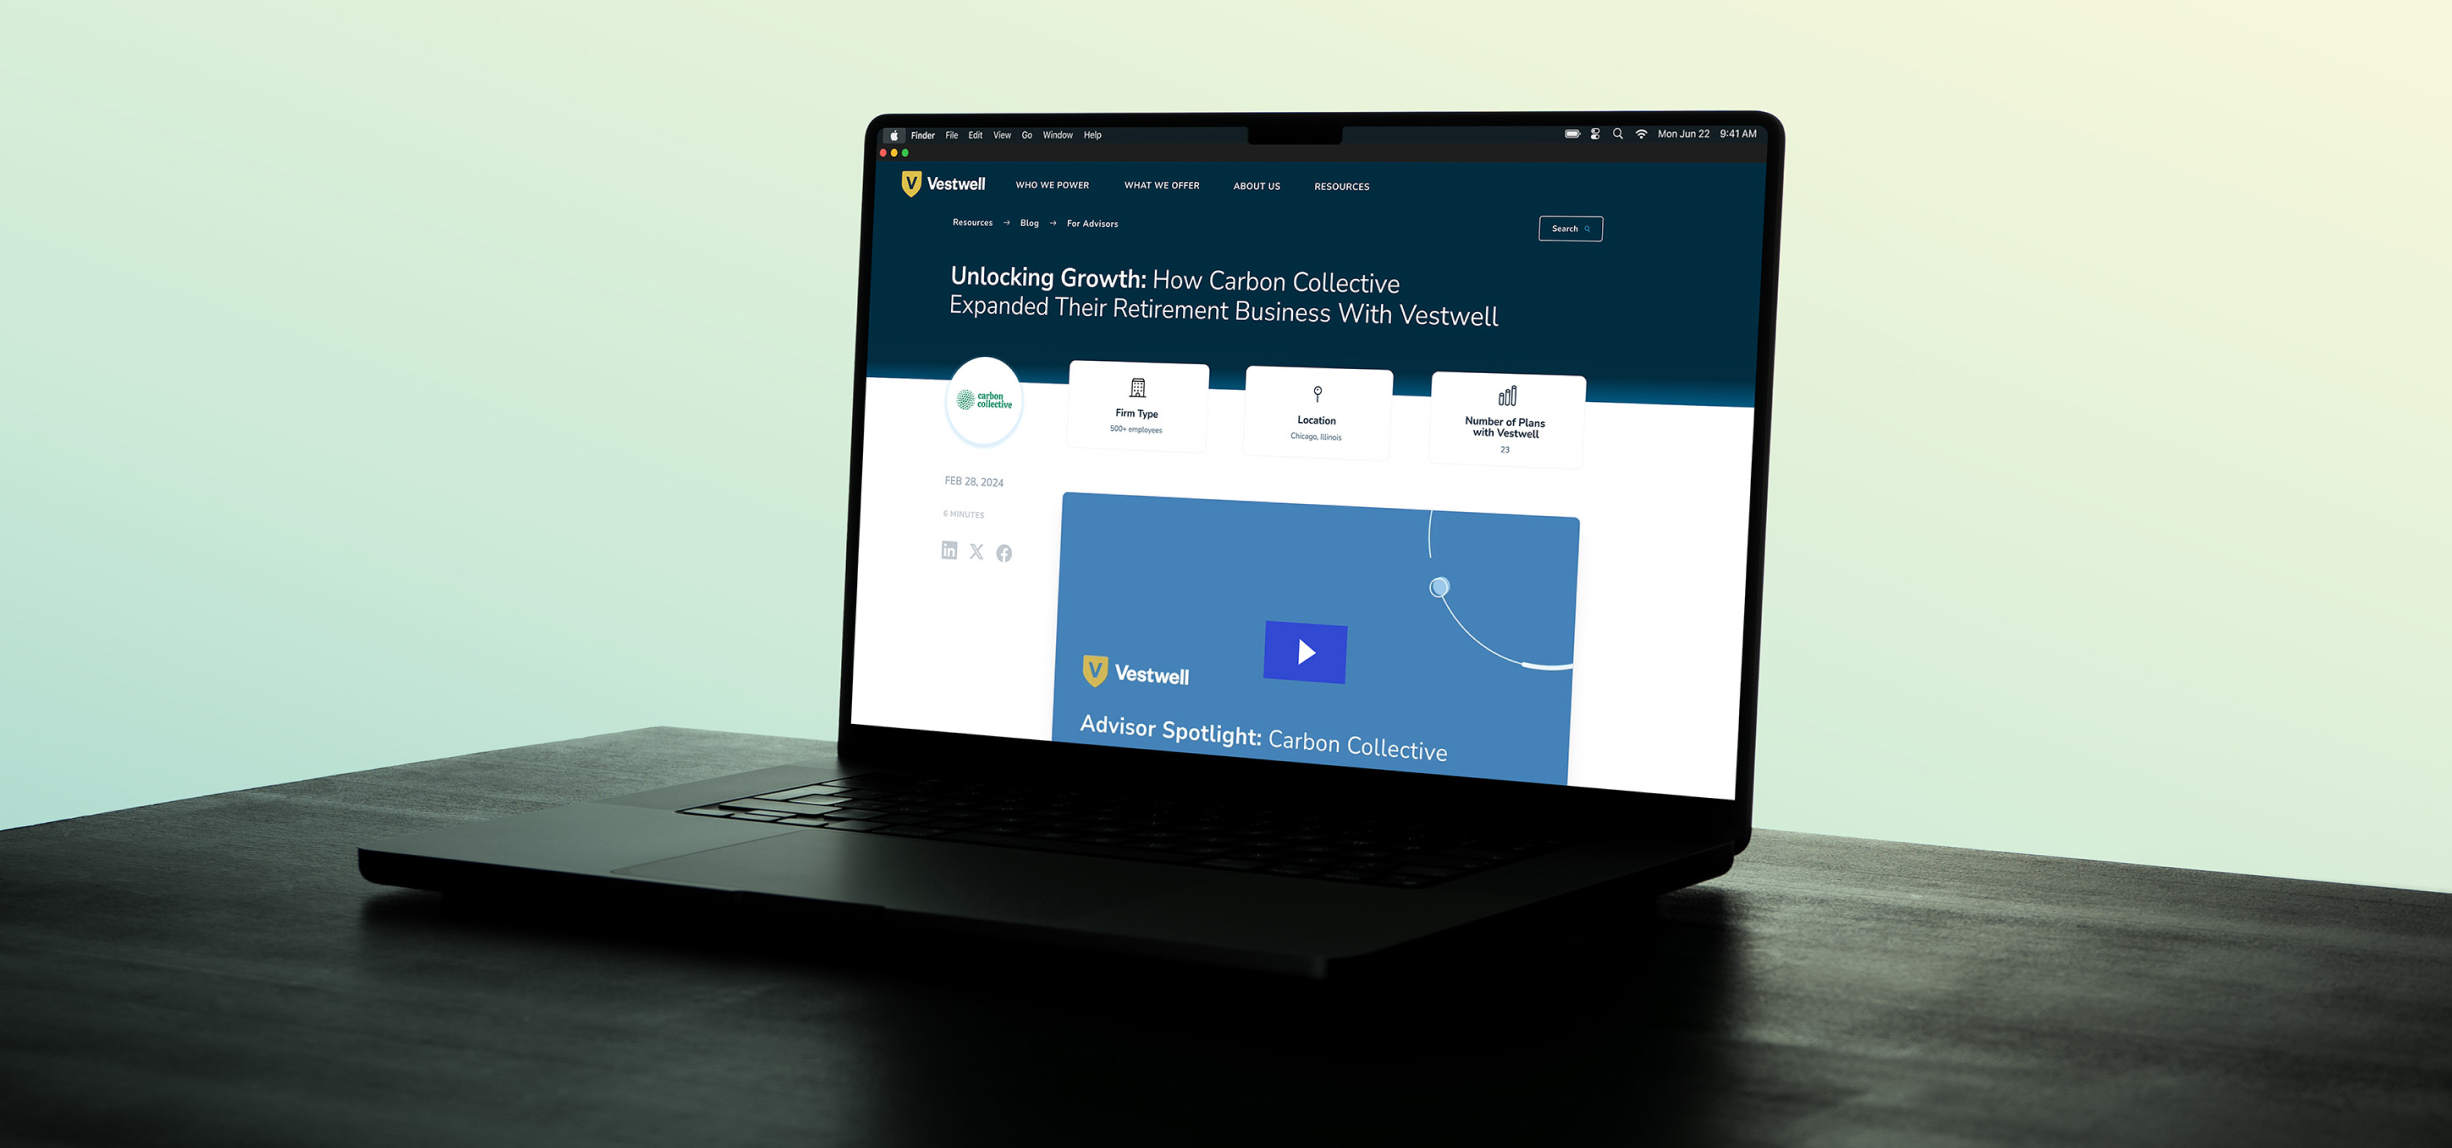 Finder File Edit View Go Window Help Mon Jun 22 9:41 AM
V Vestwell WHO WE POWER WHAT WE OFFER ABOUT US RESOURCES
Resources → Blog → For Advisors
Search
Unlocking Growth: How Carbon Collective
Expanded Their Retirement Business With Vestwell
carbon
collective
Firm Type
500+ employees
Location
Chicago, Illinois
Number of Plans
with Vestwell
23
FEB 28, 2024
6 MINUTES
in X f
V Vestwell
Advisor Spotlight: Carbon Collective